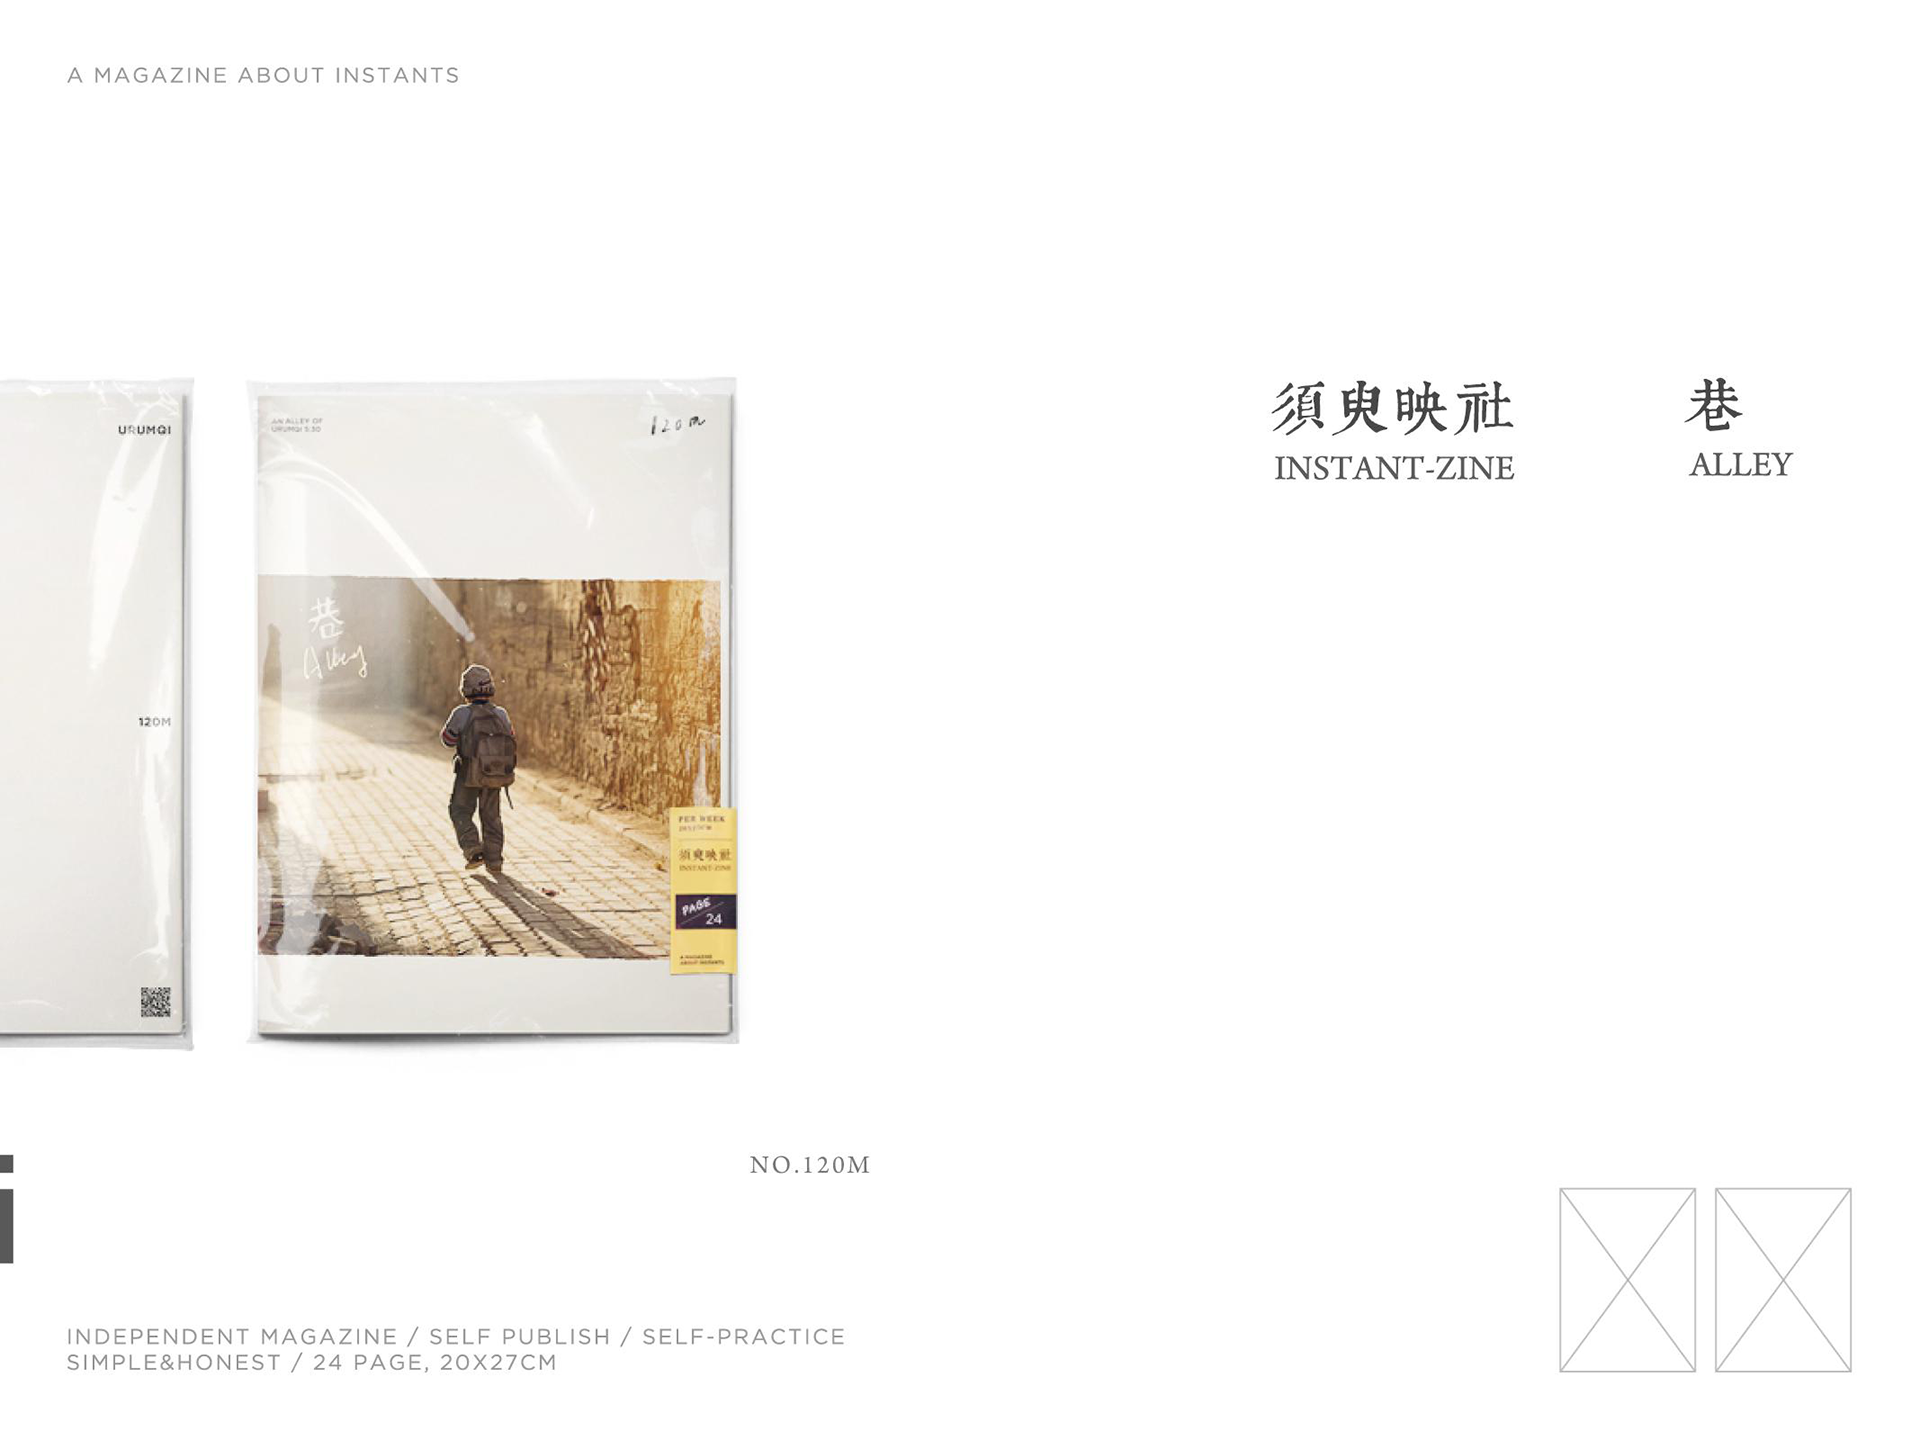 A MAGAZINE ABOUT INSTANTS
須臾映社
INSTANT-ZINE
巷
ALLEY
URUMQI
120M
AN ALLEY OF
URUMQI 5:30
120m
巷
Alley
PER WEEK
須臾映社
INSTANT-ZINE
PAGE
24
A MAGAZINE
ABOUT INSTANTS
NO.120M
i
INDEPENDENT MAGAZINE / SELF PUBLISH / SELF-PRACTICE
SIMPLE&HONEST / 24 PAGE, 20X27CM